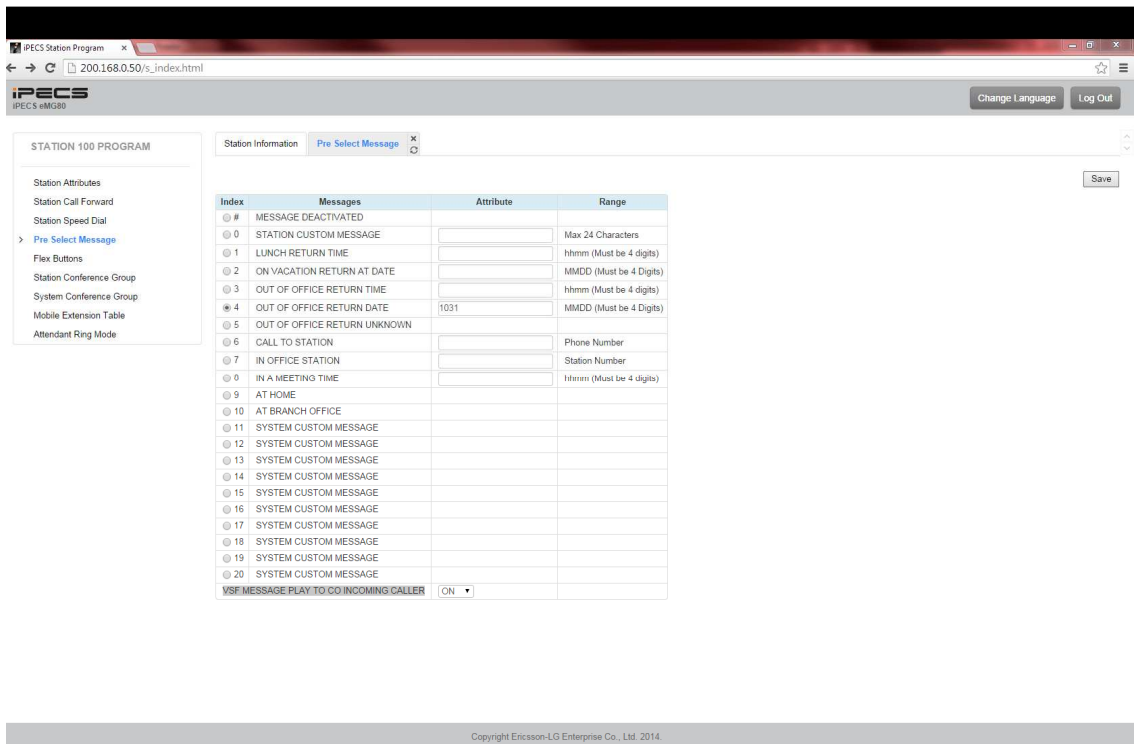 iPECS Station Program
200.168.0.50/s_index.html
iPECS
iPECS eMG80
Change Language
Log Out
STATION 100 PROGRAM
Station Attributes
Station Call Forward
Station Speed Dial
> Pre Select Message
Flex Buttons
Station Conference Group
System Conference Group
Mobile Extension Table
Attendant Ring Mode
Station Information Pre Select Message
Save
Index Messages Attribute Range
# MESSAGE DEACTIVATED
0 STATION CUSTOM MESSAGE Max 24 Characters
1 LUNCH RETURN TIME hhmm (Must be 4 digits)
2 ON VACATION RETURN AT DATE MMDD (Must be 4 Digits)
3 OUT OF OFFICE RETURN TIME hhmm (Must be 4 digits)
4 OUT OF OFFICE RETURN DATE 1031 MMDD (Must be 4 Digits)
5 OUT OF OFFICE RETURN UNKNOWN
6 CALL TO STATION Phone Number
7 IN OFFICE STATION Station Number
0 IN A MEETING TIME hhmm (Must be 4 digits)
9 AT HOME
10 AT BRANCH OFFICE
11 SYSTEM CUSTOM MESSAGE
12 SYSTEM CUSTOM MESSAGE
13 SYSTEM CUSTOM MESSAGE
14 SYSTEM CUSTOM MESSAGE
15 SYSTEM CUSTOM MESSAGE
16 SYSTEM CUSTOM MESSAGE
17 SYSTEM CUSTOM MESSAGE
18 SYSTEM CUSTOM MESSAGE
19 SYSTEM CUSTOM MESSAGE
20 SYSTEM CUSTOM MESSAGE
VSF MESSAGE PLAY TO CO INCOMING CALLER ON
Copyright Ericsson-LG Enterprise Co., Ltd. 2014.